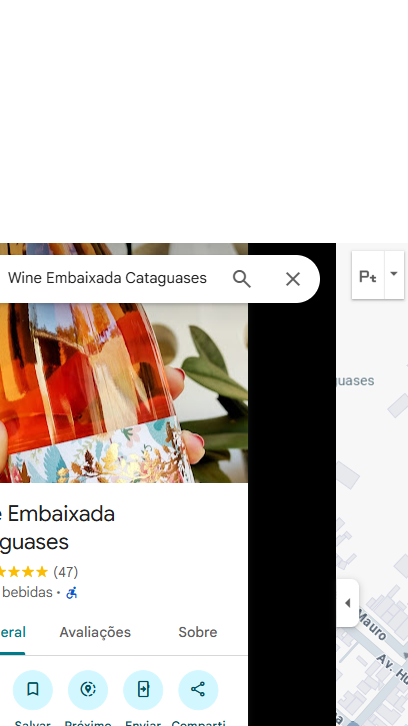 Wine Embaixada Cataguases
Pt
guases
e Embaixada
guases
(47)
bebidas •
eral
Avaliações
Sobre
Mauro
Av. Hu
Salvar
Próximo
Enviar
Comparti